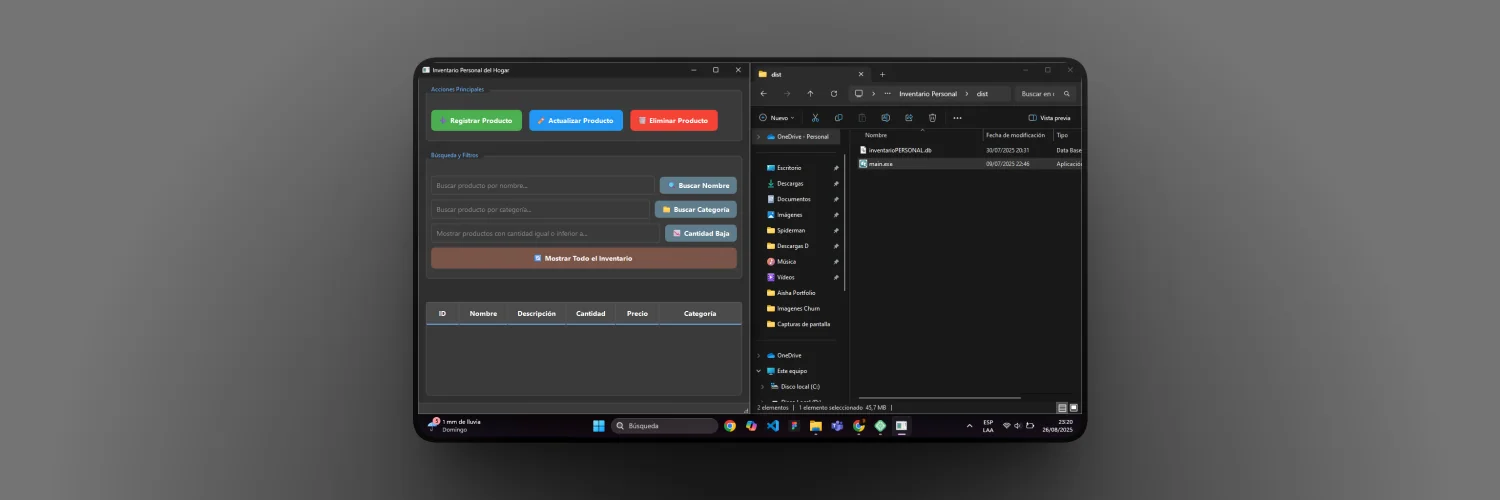 Inventario Personal del Hogar
Acciones Principales
Registrar Producto
Actualizar Producto
Eliminar Producto
Búsqueda y Filtros
Buscar producto por nombre...
Buscar Nombre
Buscar producto por categoría...
Buscar Categoría
Mostrar productos con cantidad igual o inferior a...
Cantidad Baja
Mostrar Todo el Inventario
ID Nombre Descripción Cantidad Precio Categoría
dist
Inventario Personal dist
Buscar en
Nuevo
Vista previa
OneDrive - Personal
Escritorio
Descargas
Documentos
Imágenes
Spiderman
Descargas D
Música
Vídeos
Aisha Portfolio
Imagenes Churn
Capturas de pantalla
OneDrive
Este equipo
Disco local (C:)
Nombre Fecha de modificación Tipo
inventarioPERSONAL.db 30/07/2025 20:31 Data Base
main.exe 09/07/2025 22:46 Aplicació
2 elementos | 1 elemento seleccionado 45,7 MB |
1 mm de lluvia
Domingo
Búsqueda
ESP
LAA
23:20
26/08/2025